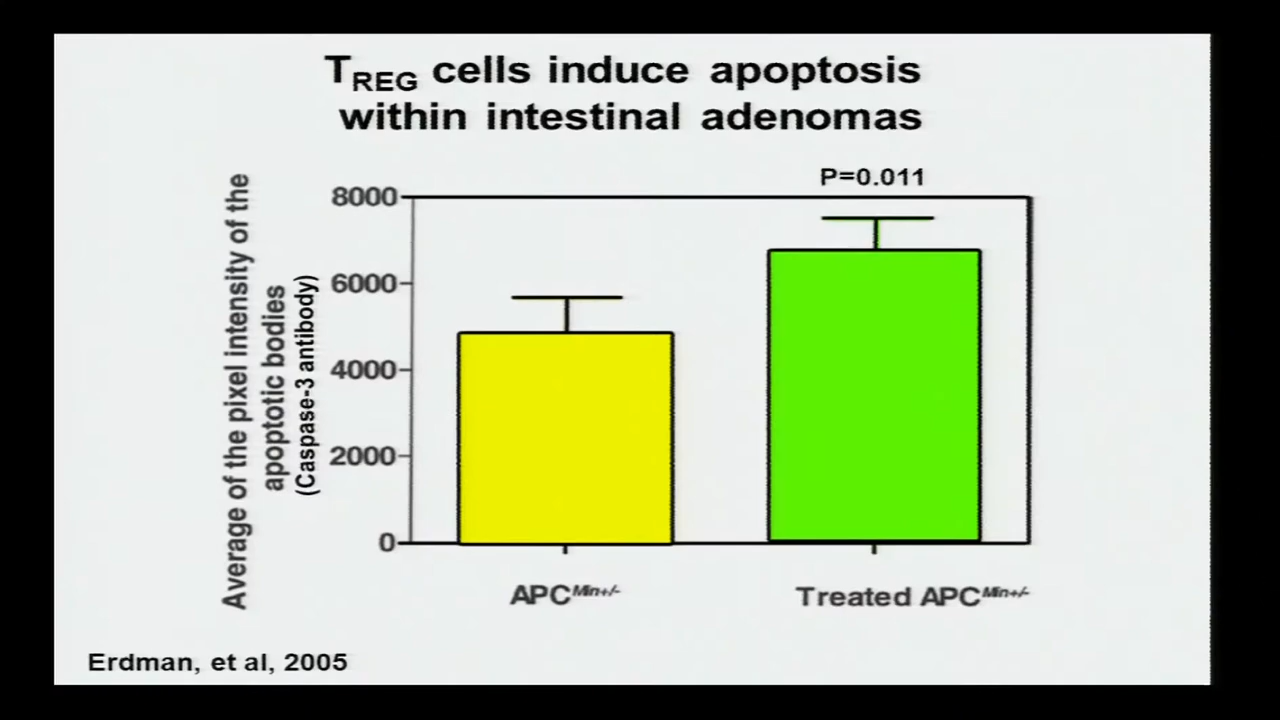 TREG cells induce apoptosis
within intestinal adenomas
P=0.011
Average of the pixel intensity of the
apoptotic bodies
(Caspase-3 antibody)
8000
6000
4000
2000
0
APCMin+/-
Treated APCMin+/-
Erdman, et al, 2005